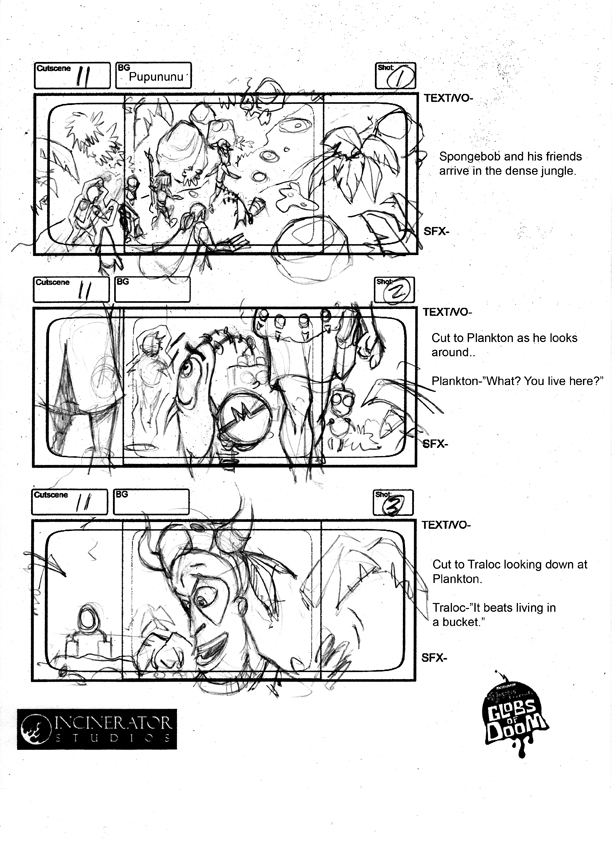 Cutscene 11 BG Pupununu Shot: 1
TEXT/VO-
Spongebob and his friends
arrive in the dense jungle.
SFX-
Cutscene 11 BG Shot: 2
TEXT/VO-
Cut to Plankton as he looks
around..
Plankton-"What? You live here?"
M
SFX-
Cutscene 11 BG Shot: 3
TEXT/VO-
Cut to Traloc looking down at
Plankton.
Traloc-"It beats living in
a bucket."
SFX-
INCINERATOR
STUDIOS
GLOBS
OF
DOOM